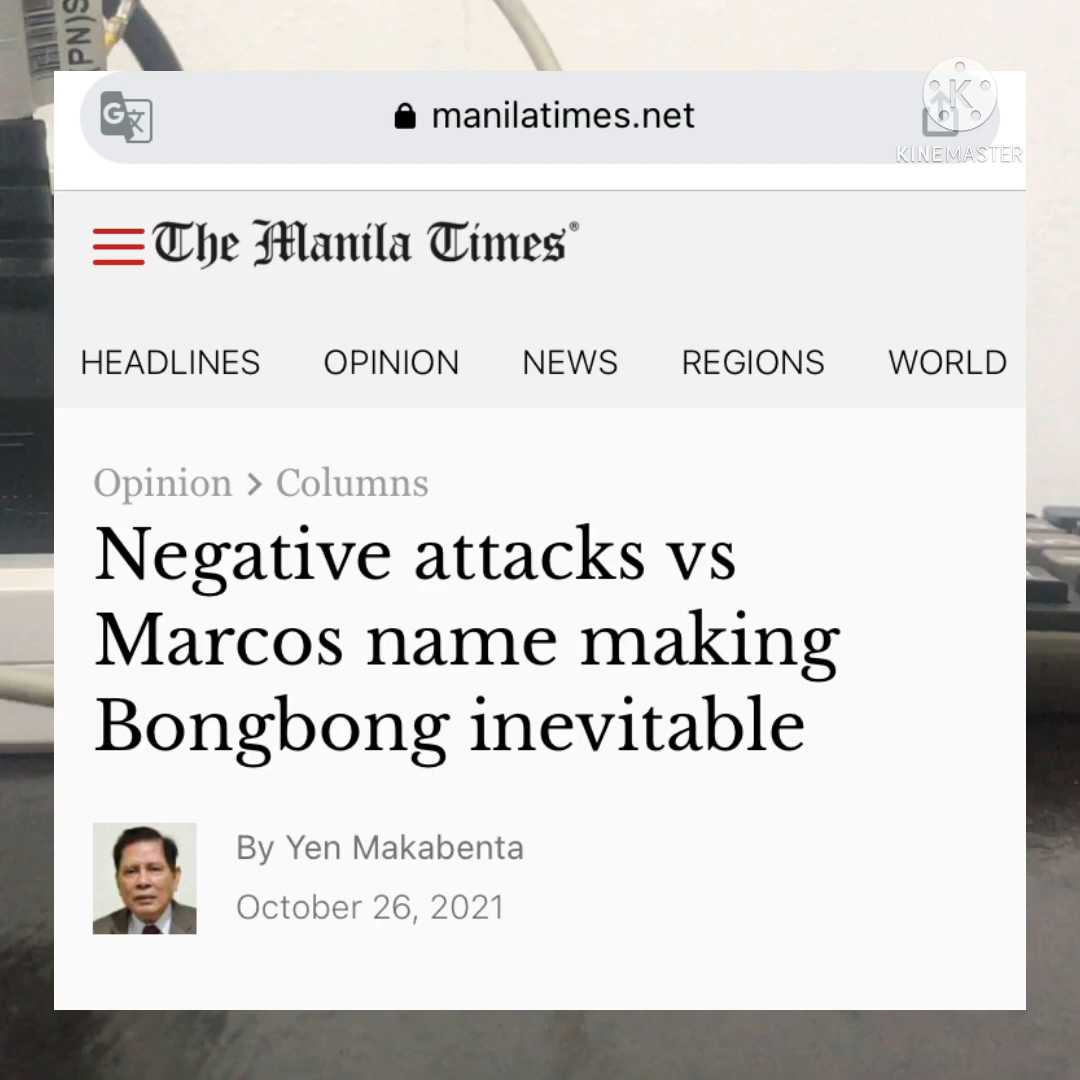 PN)S
manilatimes.net
K
KINEMASTER
The Manila Times®
HEADLINES OPINION NEWS REGIONS WORLD
Opinion > Columns
Negative attacks vs
Marcos name making
Bongbong inevitable
By Yen Makabenta
October 26, 2021